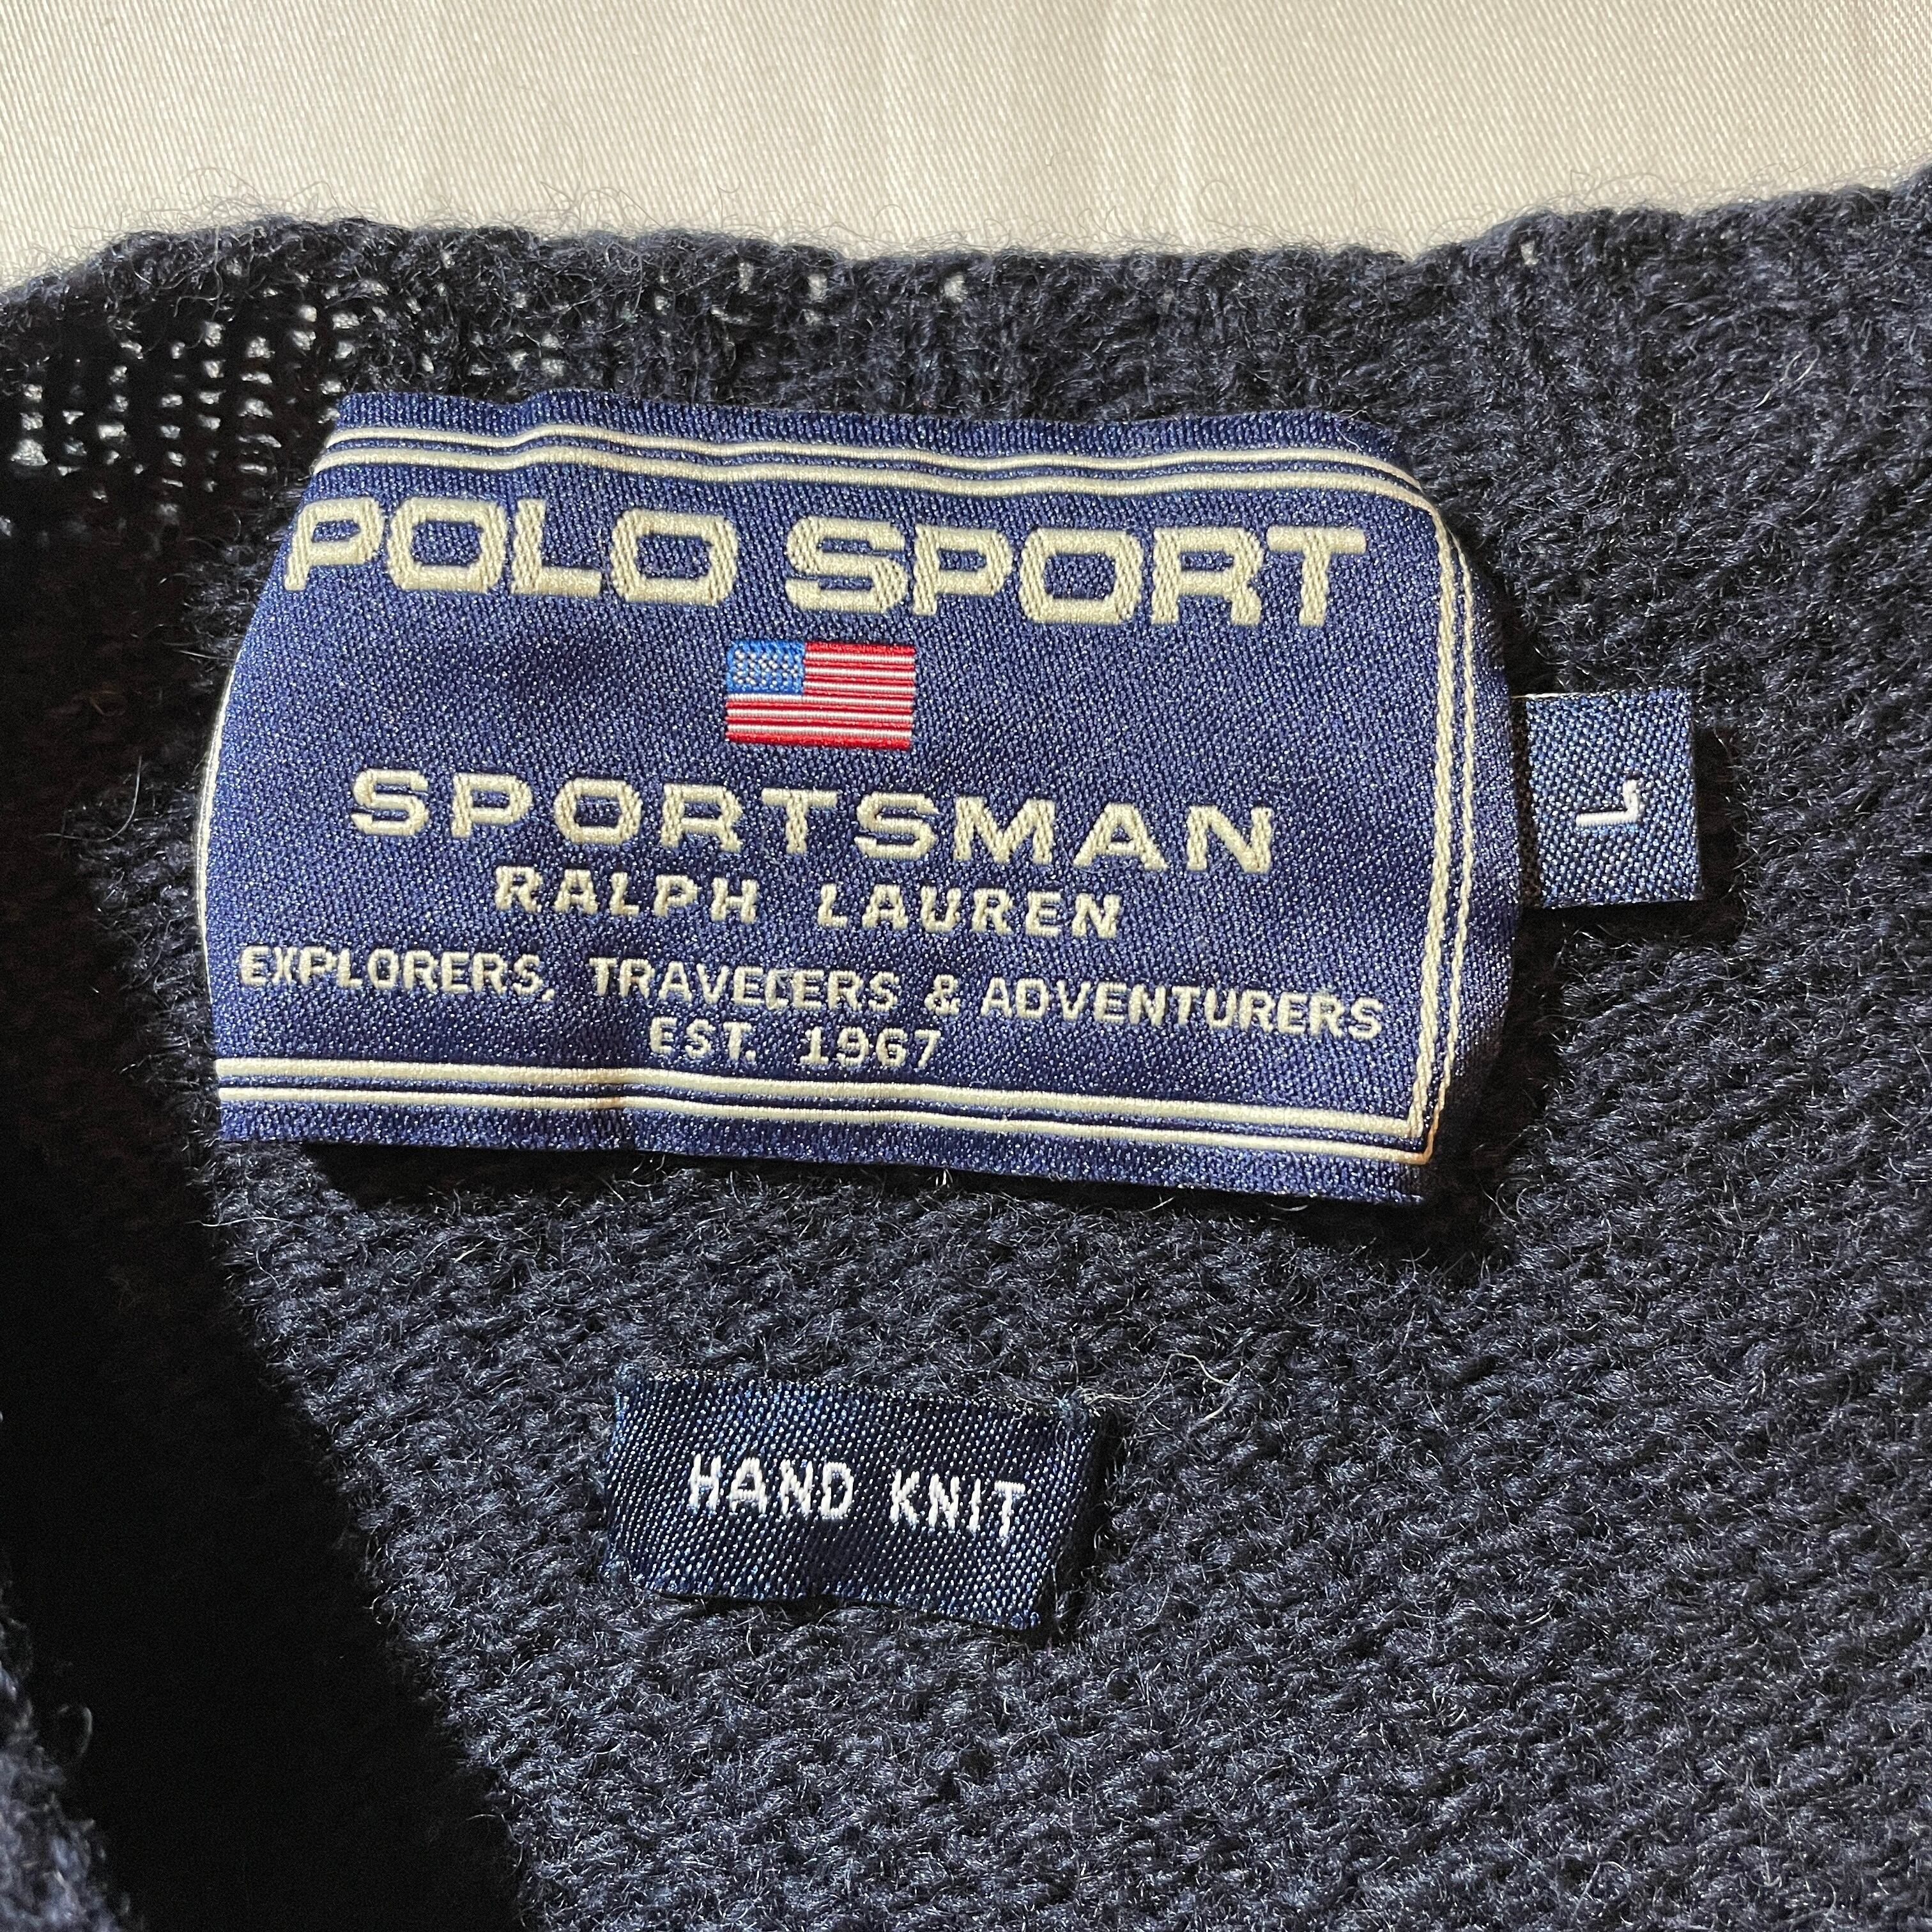 POLO SPORT
SPORTSMAN
RALPH LAUREN
EXPLORERS, TRAVELERS & ADVENTURERS
EST. 1967
L
HAND KNIT